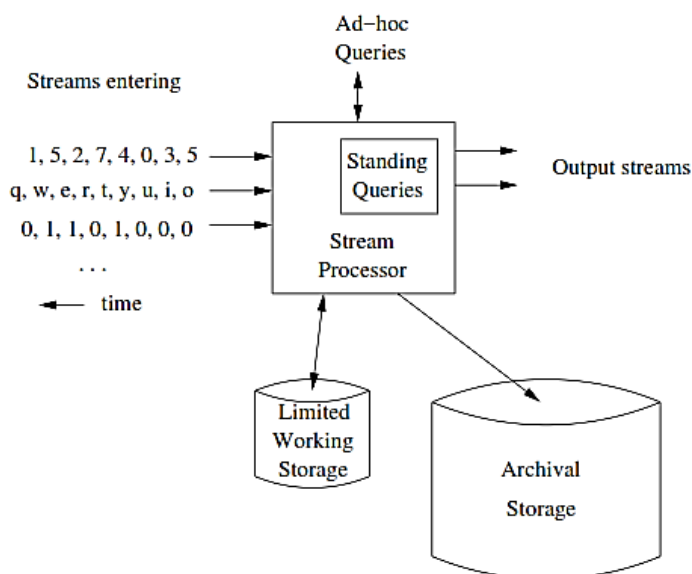 Ad-hoc
Queries
Streams entering
1, 5, 2, 7, 4, 0, 3, 5
q, w, e, r, t, y, u, i, o
0, 1, 1, 0, 1, 0, 0, 0
. . .
time
Standing
Queries
Stream
Processor
Output streams
Limited
Working
Storage
Archival
Storage